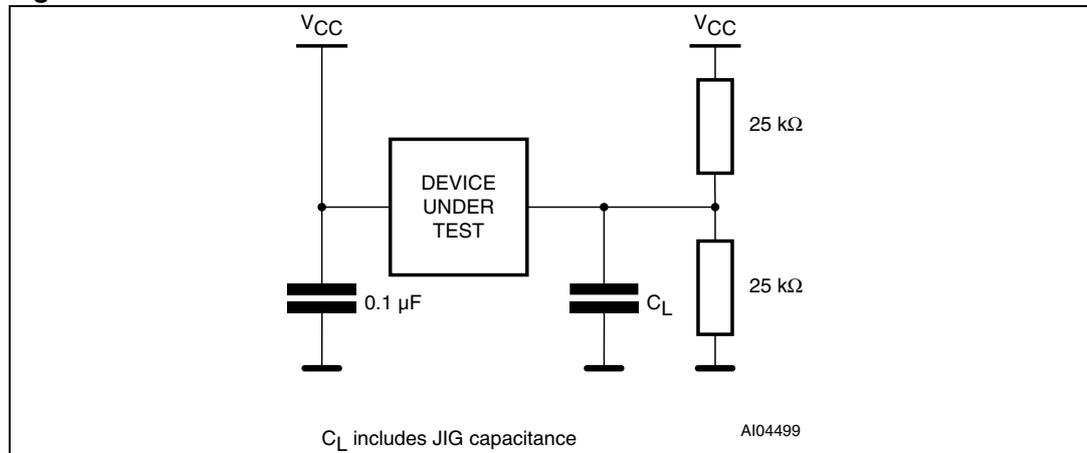 VCC
VCC
25 kΩ
DEVICE
UNDER
TEST
25 kΩ
0.1 µF
CL
CL includes JIG capacitance
AI04499